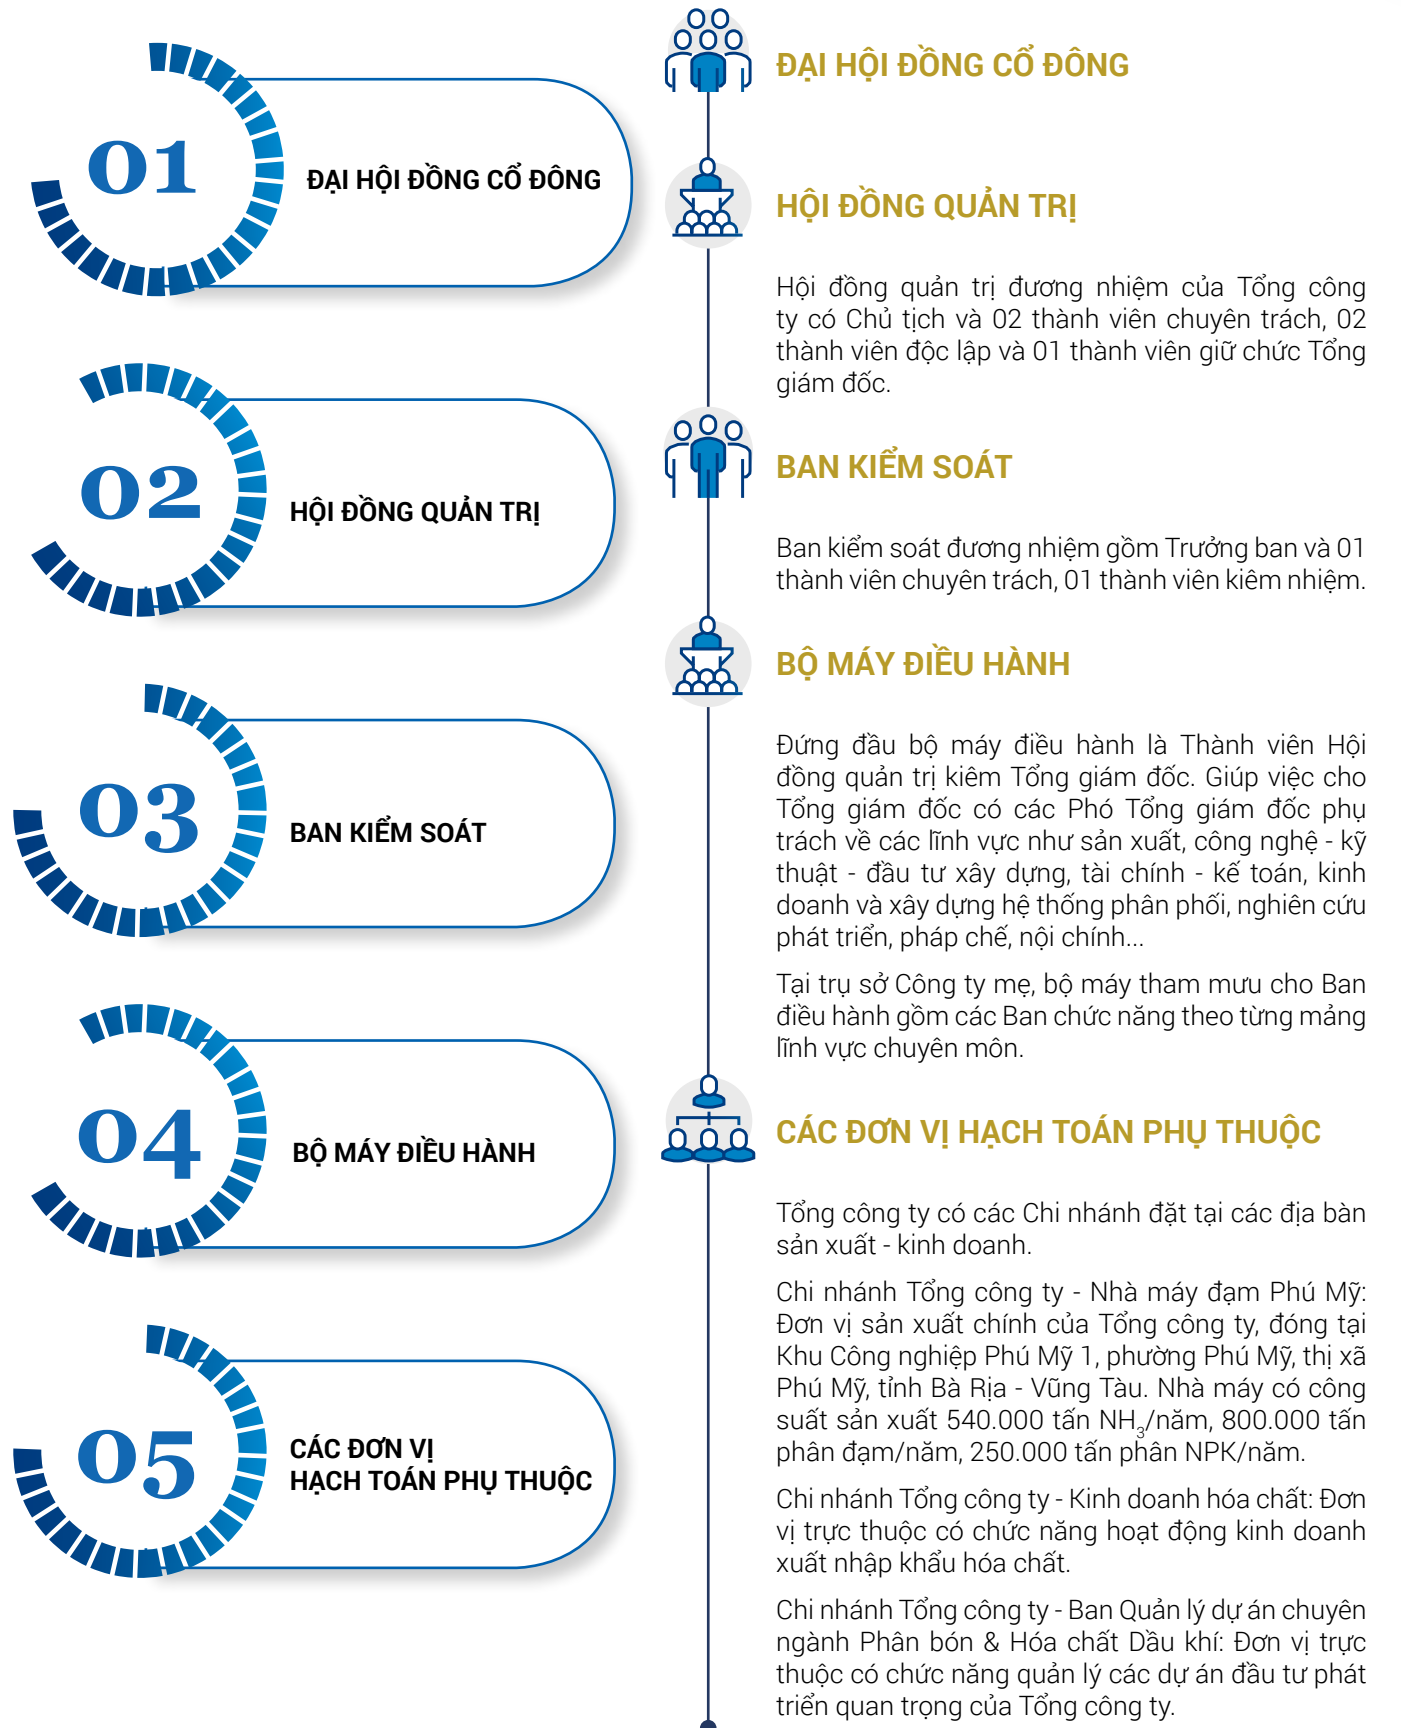 01
ĐẠI HỘI ĐỒNG CỔ ĐÔNG
02
HỘI ĐỒNG QUẢN TRỊ
03
BAN KIỂM SOÁT
04
BỘ MÁY ĐIỀU HÀNH
05
CÁC ĐƠN VỊ
HẠCH TOÁN PHỤ THUỘC
ĐẠI HỘI ĐỒNG CỔ ĐÔNG
HỘI ĐỒNG QUẢN TRỊ
Hội đồng quản trị đương nhiệm của Tổng công
ty có Chủ tịch và 02 thành viên chuyên trách, 02
thành viên độc lập và 01 thành viên giữ chức Tổng
giám đốc.
BAN KIỂM SOÁT
Ban kiểm soát đương nhiệm gồm Trưởng ban và 01
thành viên chuyên trách, 01 thành viên kiêm nhiệm.
BỘ MÁY ĐIỀU HÀNH
Đứng đầu bộ máy điều hành là Thành viên Hội
đồng quản trị kiêm Tổng giám đốc. Giúp việc cho
Tổng giám đốc có các Phó Tổng giám đốc phụ
trách về các lĩnh vực như sản xuất, công nghệ - kỹ
thuật - đầu tư xây dựng, tài chính - kế toán, kinh
doanh và xây dựng hệ thống phân phối, nghiên cứu
phát triển, pháp chế, nội chính...
Tại trụ sở Công ty mẹ, bộ máy tham mưu cho Ban
điều hành gồm các Ban chức năng theo từng mảng
lĩnh vực chuyên môn.
CÁC ĐƠN VỊ HẠCH TOÁN PHỤ THUỘC
Tổng công ty có các Chi nhánh đặt tại các địa bàn
sản xuất - kinh doanh.
Chi nhánh Tổng công ty - Nhà máy đạm Phú Mỹ:
Đơn vị sản xuất chính của Tổng công ty, đóng tại
Khu Công nghiệp Phú Mỹ 1, phường Phú Mỹ, thị xã
Phú Mỹ, tỉnh Bà Rịa - Vũng Tàu. Nhà máy có công
suất sản xuất 540.000 tấn NH₃/năm, 800.000 tấn
phân đạm/năm, 250.000 tấn phân NPK/năm.
Chi nhánh Tổng công ty - Kinh doanh hóa chất: Đơn
vị trực thuộc có chức năng hoạt động kinh doanh
xuất nhập khẩu hóa chất.
Chi nhánh Tổng công ty - Ban Quản lý dự án chuyên
ngành Phân bón & Hóa chất Dầu khí: Đơn vị trực
thuộc có chức năng quản lý các dự án đầu tư phát
triển quan trọng của Tổng công ty.